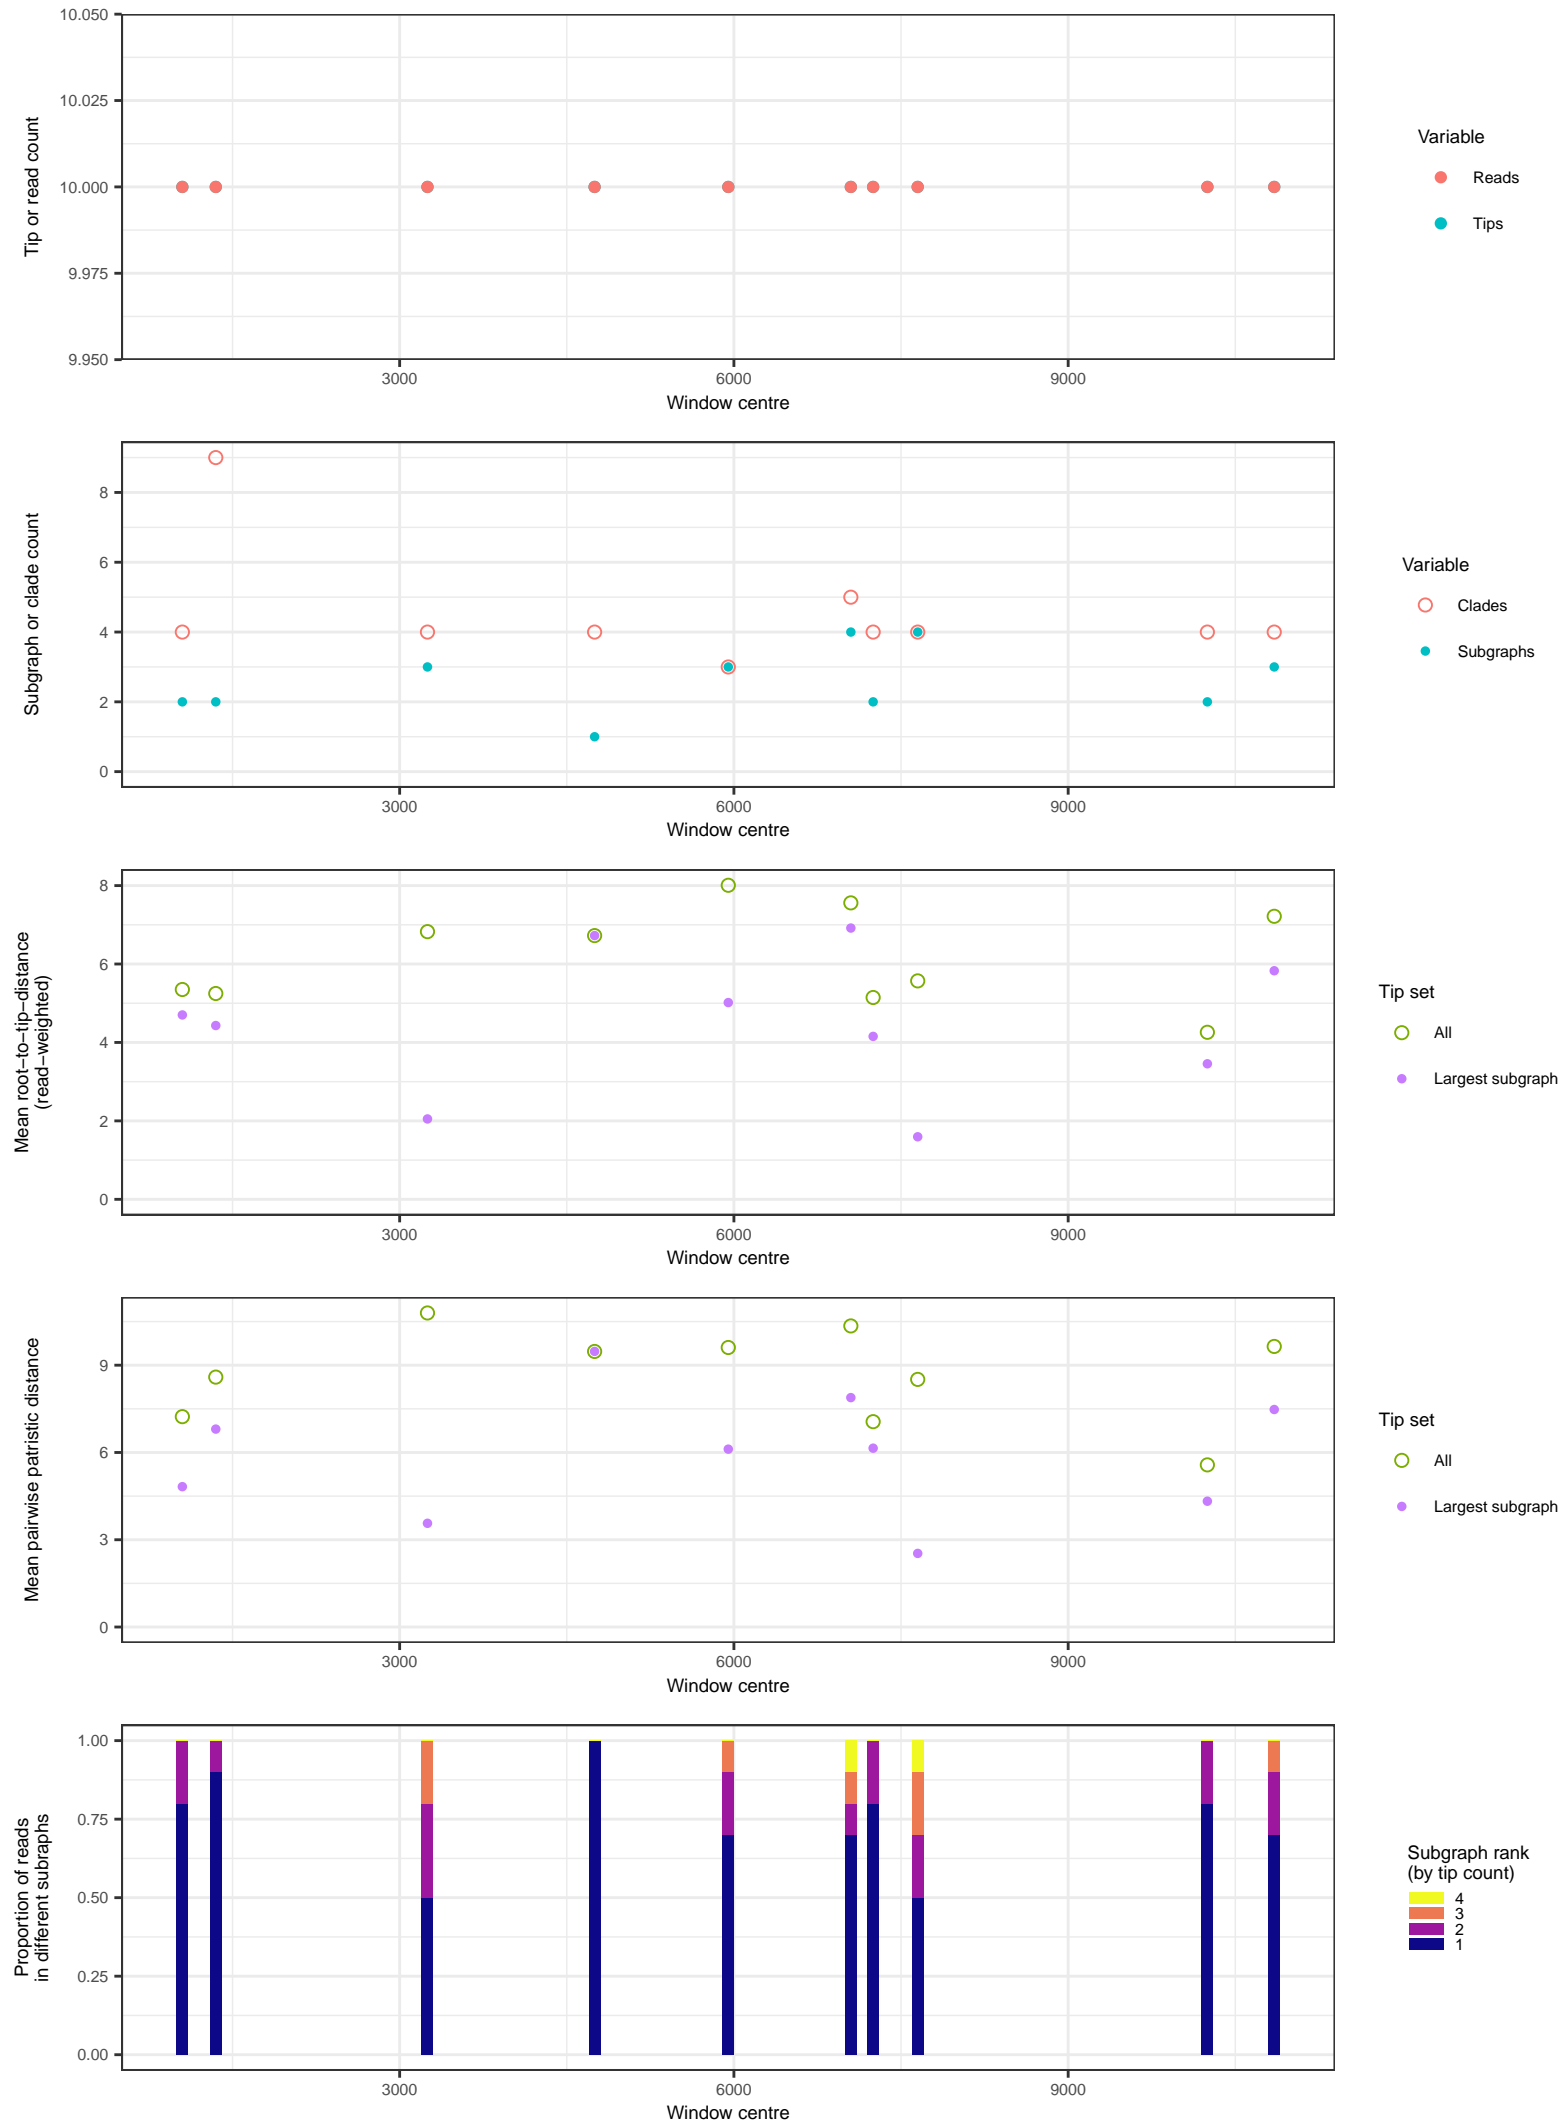 10.050
10.025
10.000
9.975
9.950
Tip or read count
3000
6000
9000
Window centre
Variable
Reads
Tips
8
6
4
2
0
Subgraph or clade count
3000
6000
9000
Window centre
Variable
Clades
Subgraphs
8
6
4
2
0
Mean root−to−tip−distance
(read−weighted)
3000
6000
9000
Window centre
Tip set
All
Largest subgraph
9
6
3
0
Mean pairwise patristic distance
3000
6000
9000
Window centre
Tip set
All
Largest subgraph
1.00
0.75
0.50
0.25
0.00
Proportion of reads
in different subraphs
3000
6000
9000
Window centre
Subgraph rank
(by tip count)
4
3
2
1